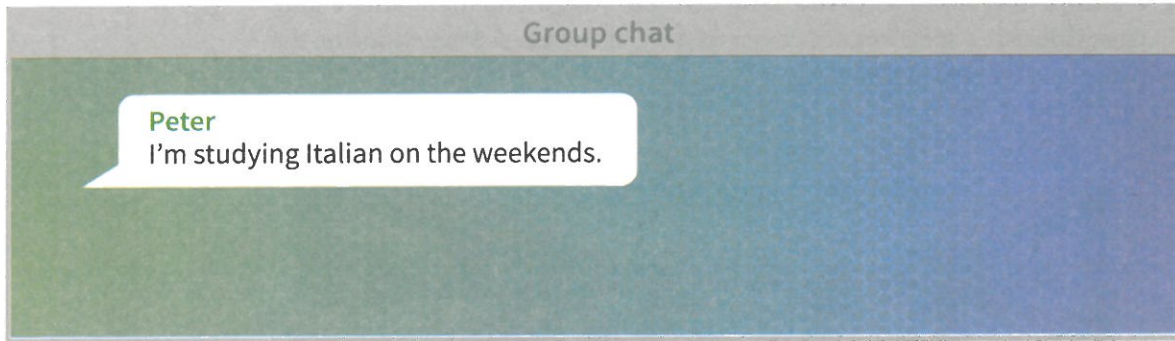 Group chat
Peter
I'm studying Italian on the weekends.